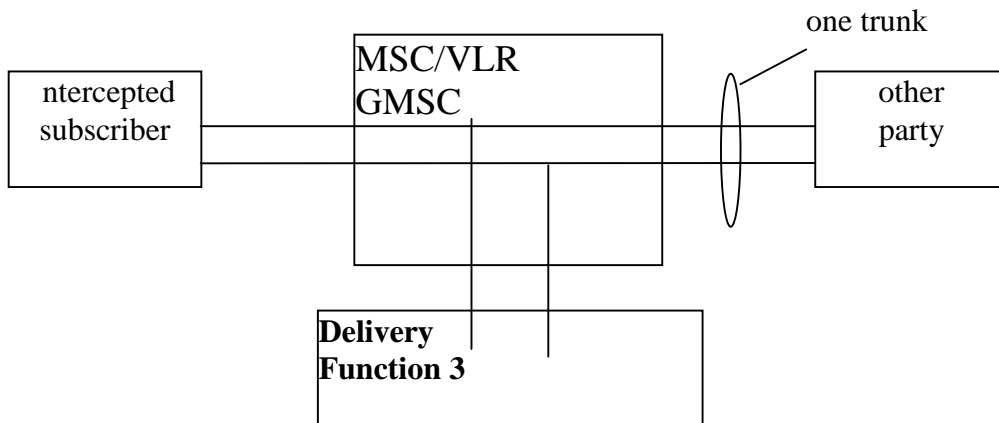 one trunk
MSC/VLR
GMSC
ntercepted
subscriber
other
party
Delivery
Function 3